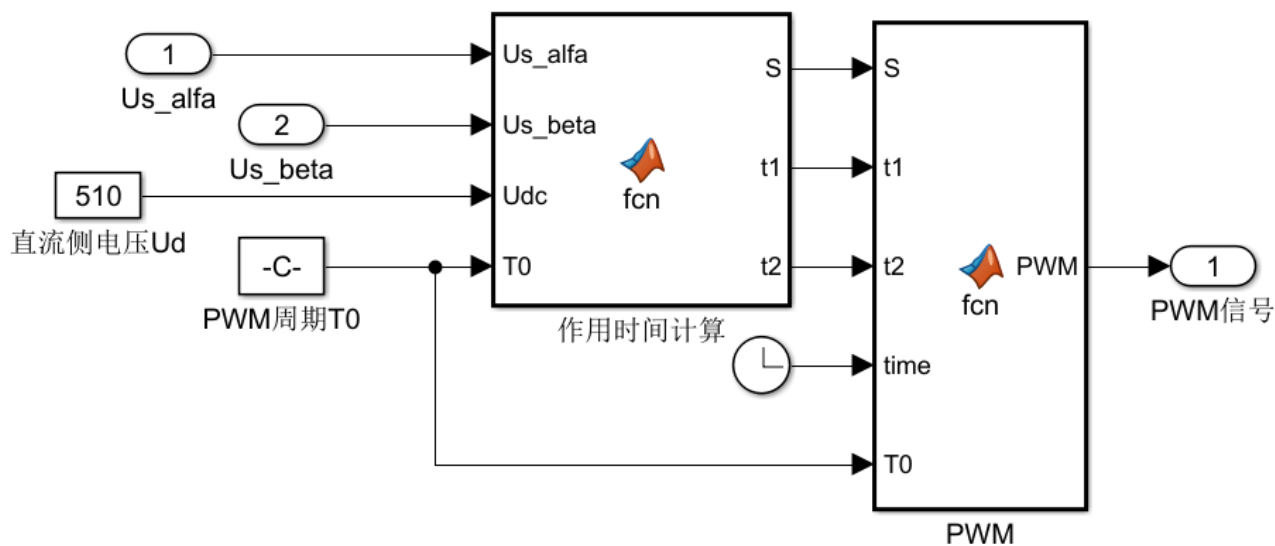 1
Us_alfa
2
Us_beta
510
直流侧电压Ud
-C-
PWM周期T0
Us_alfa
Us_beta
Udc
T0
fcn
S
t1
t2
作用时间计算
S
t1
t2
time
T0
fcn
PWM
PWM
1
PWM信号